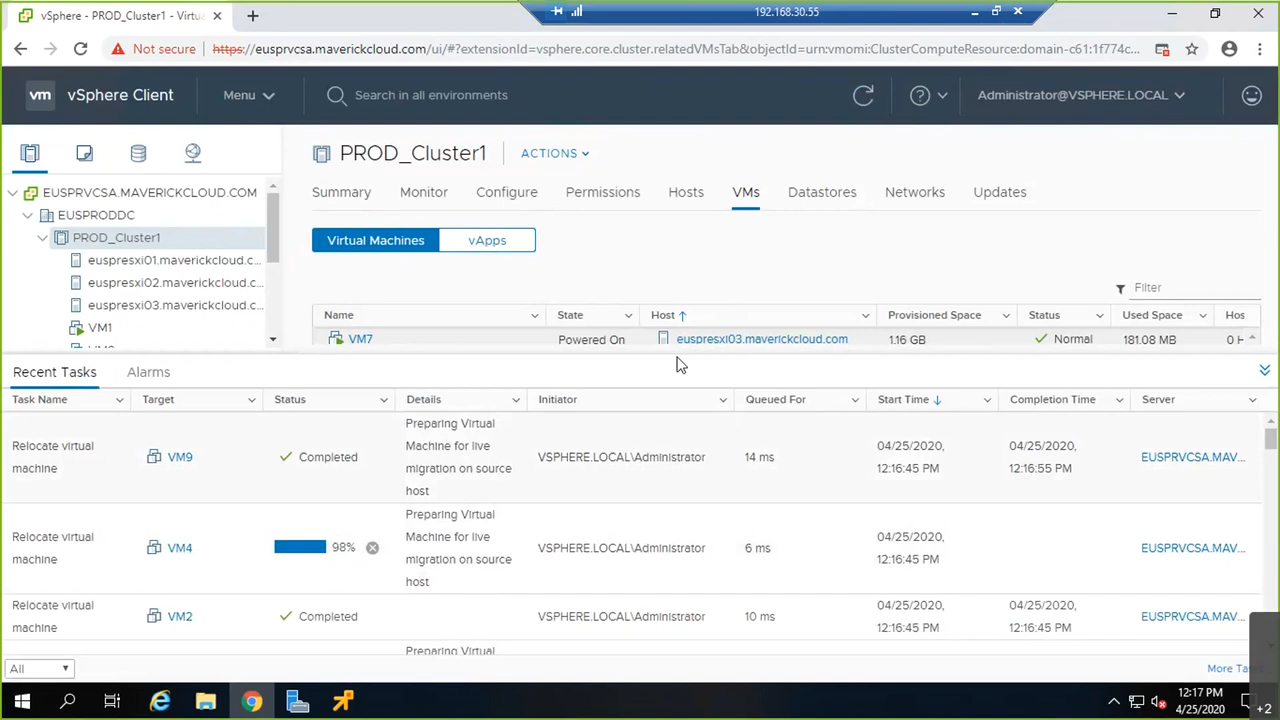 vSphere - PROD_Cluster1 - Virtu
192.168.30.55
Not secure
https://eusprvcsa.maverickcloud.com/ui/#?extensionId=vsphere.core.cluster.relatedVMsTab&objectId=urn:vmomi:ClusterComputeResource:domain-c61:1f774c...
vm vSphere Client Menu Search in all environments Administrator@VSPHERE.LOCAL
PROD_Cluster1 ACTIONS
Summary Monitor Configure Permissions Hosts VMs Datastores Networks Updates
EUSPRVCSA.MAVERICKCLOUD.COM
EUSPRODDC
PROD_Cluster1
euspresxi01.maverickcloud.c...
euspresxi02.maverickcloud.c...
euspresxi03.maverickcloud.c...
VM1
Virtual Machines vApps
Filter
Name State Host Provisioned Space Status Used Space Hos
VM7 Powered On euspresxi03.maverickcloud.com 1.16 GB Normal 181.08 MB 0 H
Recent Tasks Alarms
Task Name Target Status Details Initiator Queued For Start Time Completion Time Server
Relocate virtual
machine
VM9
Completed
Preparing Virtual
Machine for live
migration on source
host
VSPHERE.LOCAL\Administrator
14 ms
04/25/2020,
12:16:45 PM
04/25/2020,
12:16:55 PM
EUSPRVCSA.MAV...
Relocate virtual
machine
VM4
98%
Preparing Virtual
Machine for live
migration on source
host
VSPHERE.LOCAL\Administrator
6 ms
04/25/2020,
12:16:45 PM
EUSPRVCSA.MAV...
Relocate virtual
machine
VM2
Completed
VSPHERE.LOCAL\Administrator
10 ms
04/25/2020,
12:16:45 PM
04/25/2020,
12:16:45 PM
EUSPRVCSA.MAV...
Preparing Virtual
All
More Tas
12:17 PM
4/25/2020
+2